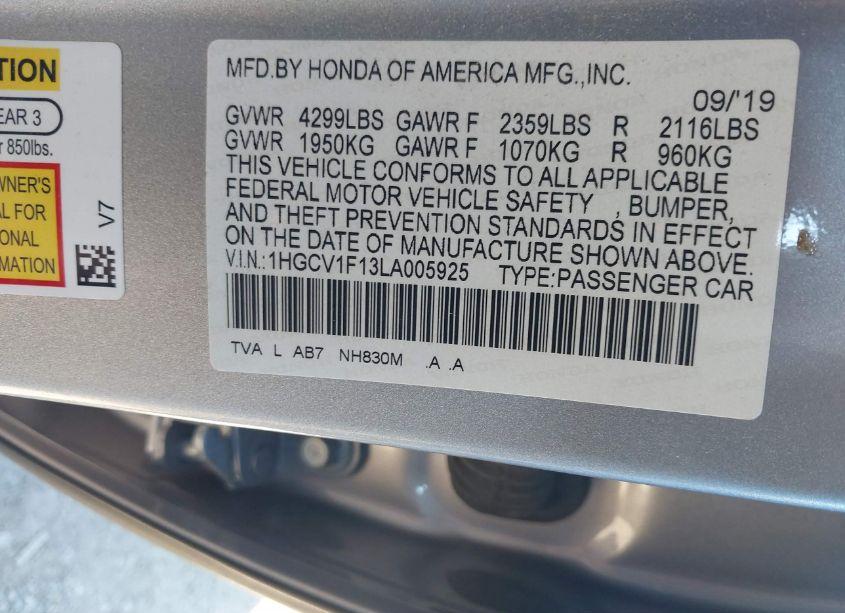 TION
EAR 3
850lbs.
WNER'S
AL FOR
ONAL
RMATION
V7
MFD.BY HONDA OF AMERICA MFG.,INC.
09/'19
GVWR 4299LBS GAWR F 2359LBS R 2116LBS
GVWR 1950KG GAWR F 1070KG R 960KG
THIS VEHICLE CONFORMS TO ALL APPLICABLE
FEDERAL MOTOR VEHICLE SAFETY , BUMPER,
AND THEFT PREVENTION STANDARDS IN EFFECT
ON THE DATE OF MANUFACTURE SHOWN ABOVE.
V.I.N.:1HGCV1F13LA005925 TYPE:PASSENGER CAR
TVA L AB7 NH830M .A .A